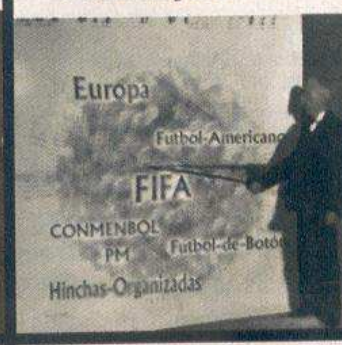 Europa
Futbol-Americano
FIFA
CONMENBOL
Futbol-de-Botón
PM
Hinchas-Organizadas